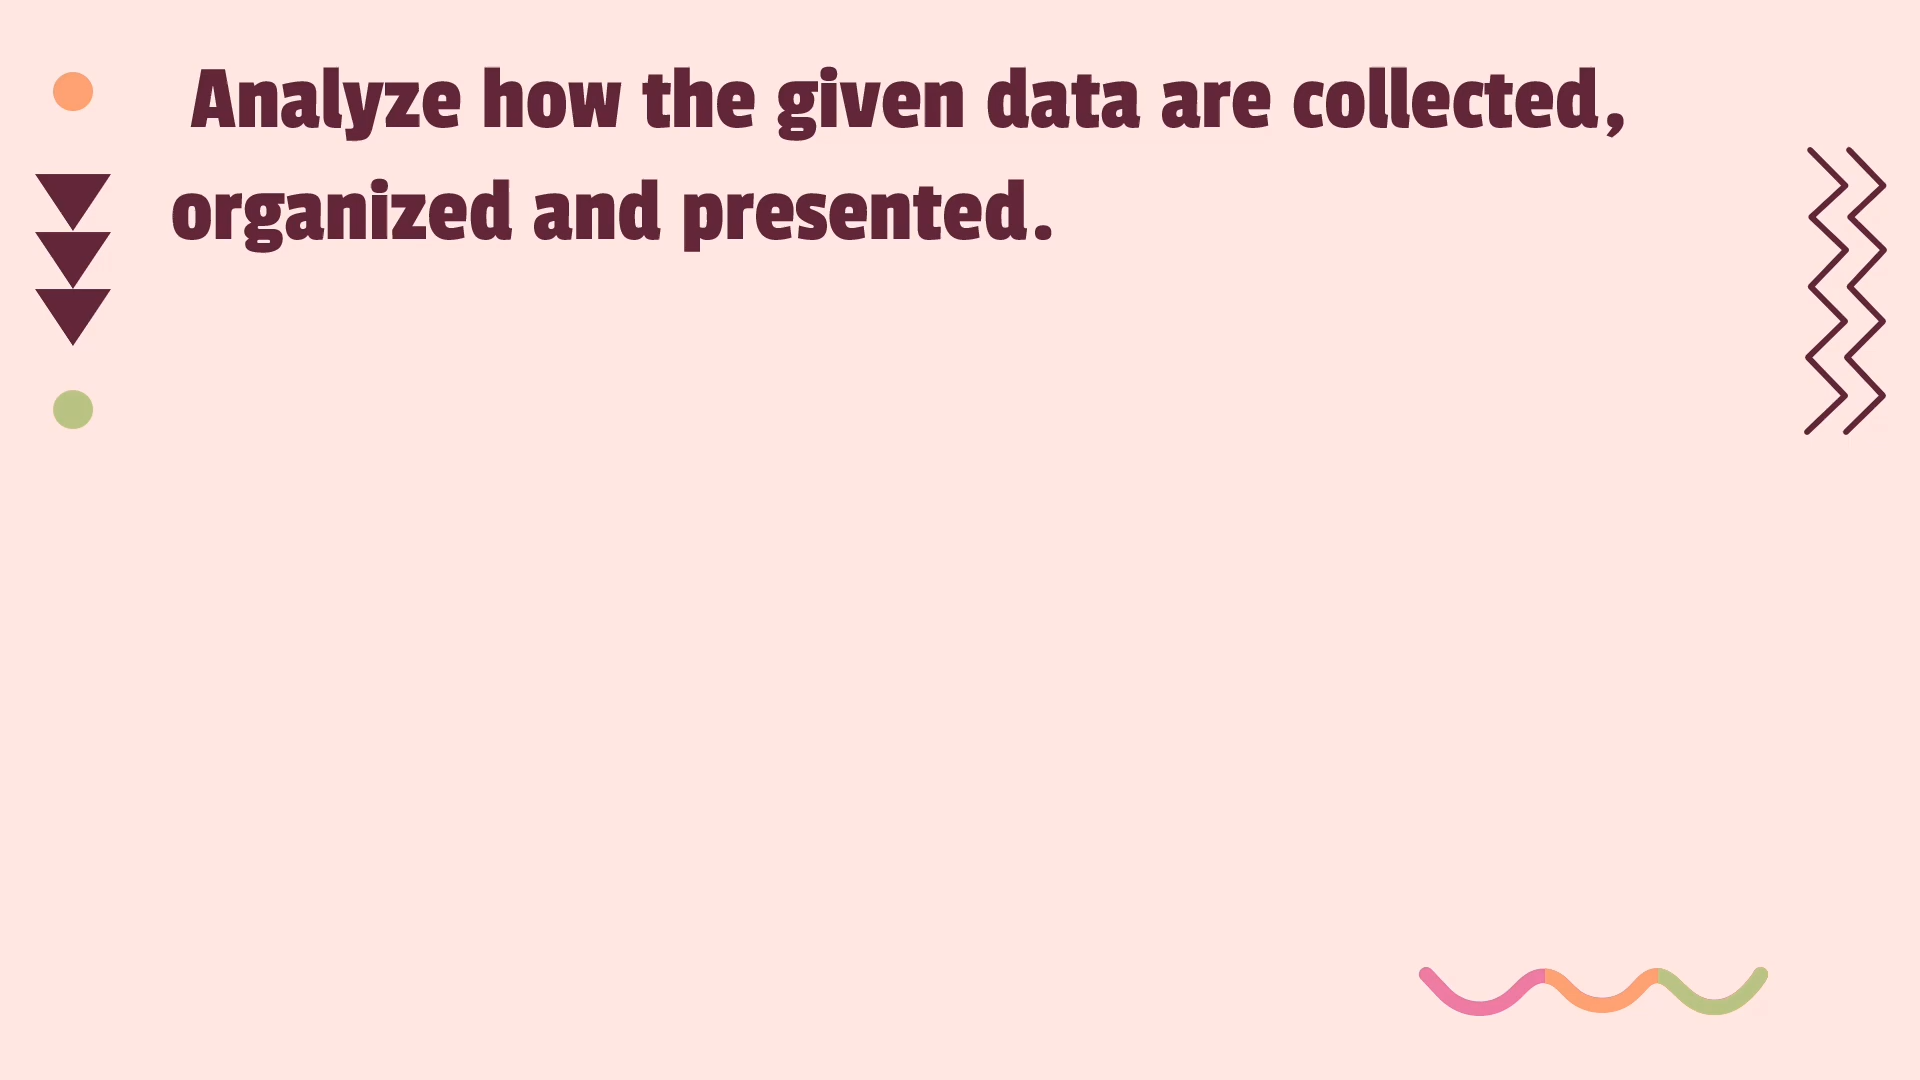 Analyze how the given data are collected,
organized and presented.